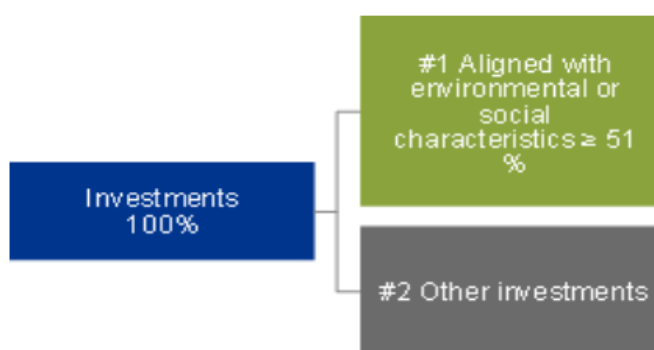 #1 Aligned with
environmental or
social
characteristics ≥ 51
%
Investments
100%
#2 Other investments